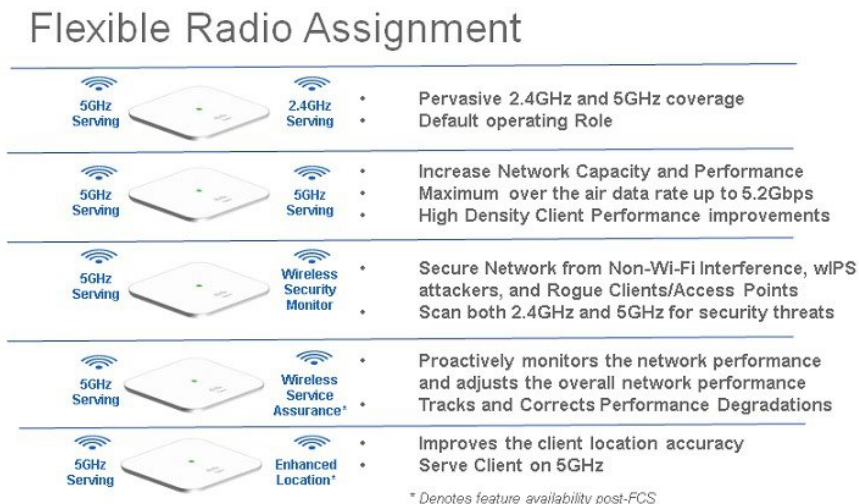 Flexible Radio Assignment
5GHz
Serving
2.4GHz
Serving
• Pervasive 2.4GHz and 5GHz coverage
• Default operating Role
5GHz
Serving
5GHz
Serving
• Increase Network Capacity and Performance
• Maximum over the air data rate up to 5.2Gbps
• High Density Client Performance improvements
5GHz
Serving
Wireless
Security
Monitor
• Secure Network from Non-Wi-Fi Interference, wIPS
attackers, and Rogue Clients/Access Points
• Scan both 2.4GHz and 5GHz for security threats
5GHz
Serving
Wireless
Service
Assurance*
• Proactively monitors the network performance
and adjusts the overall network performance
• Tracks and Corrects Performance Degradations
5GHz
Serving
Enhanced
Location*
• Improves the client location accuracy
• Serve Client on 5GHz
* Denotes feature availability post-FCS